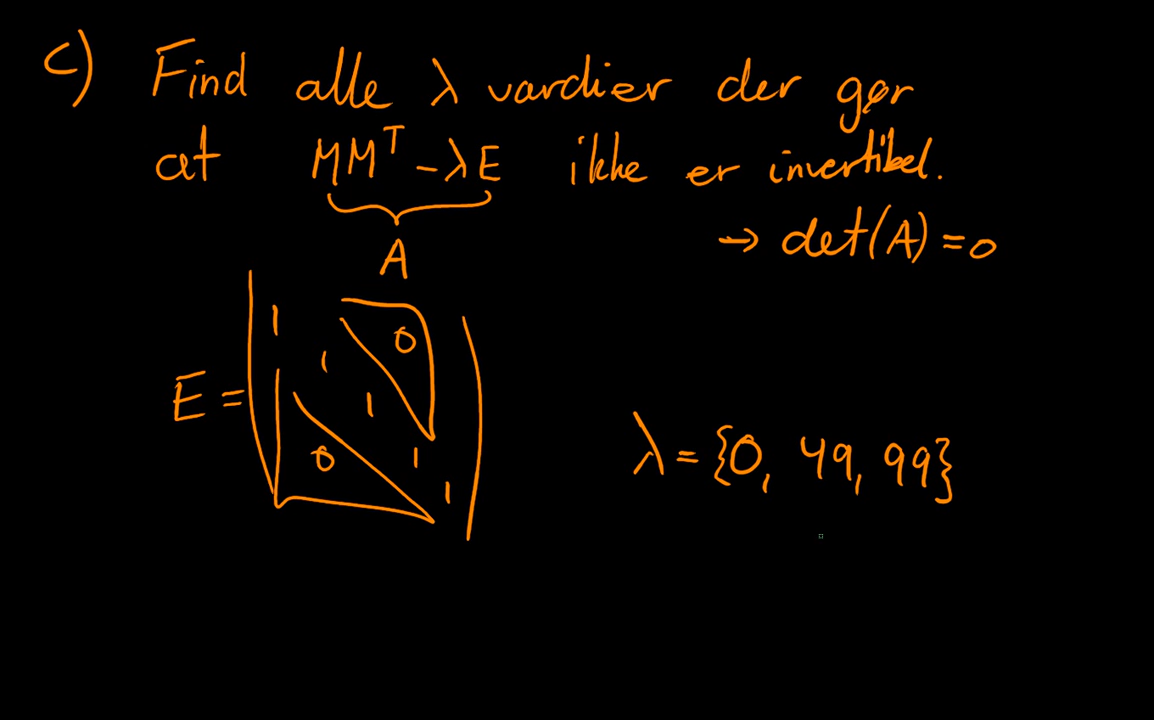 c) Find alle λ vardier der gør
at MMᵀ - λE ikke er invertibel.
A
→ det(A) = 0
E =
1 0
1
1
0 1
1
λ = {0, 49, 99}